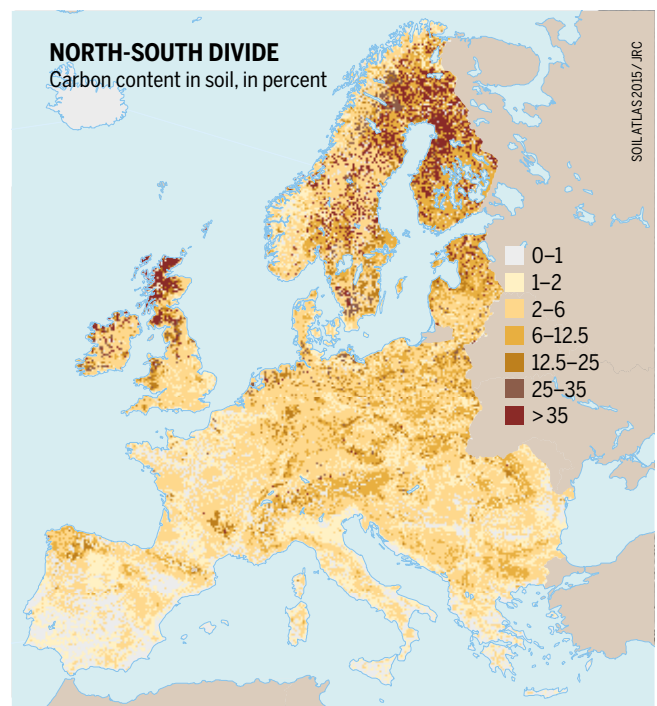 NORTH-SOUTH DIVIDE
Carbon content in soil, in percent
SOIL ATLAS 2015 / JRC
0–1
1–2
2–6
6–12.5
12.5–25
25–35
> 35